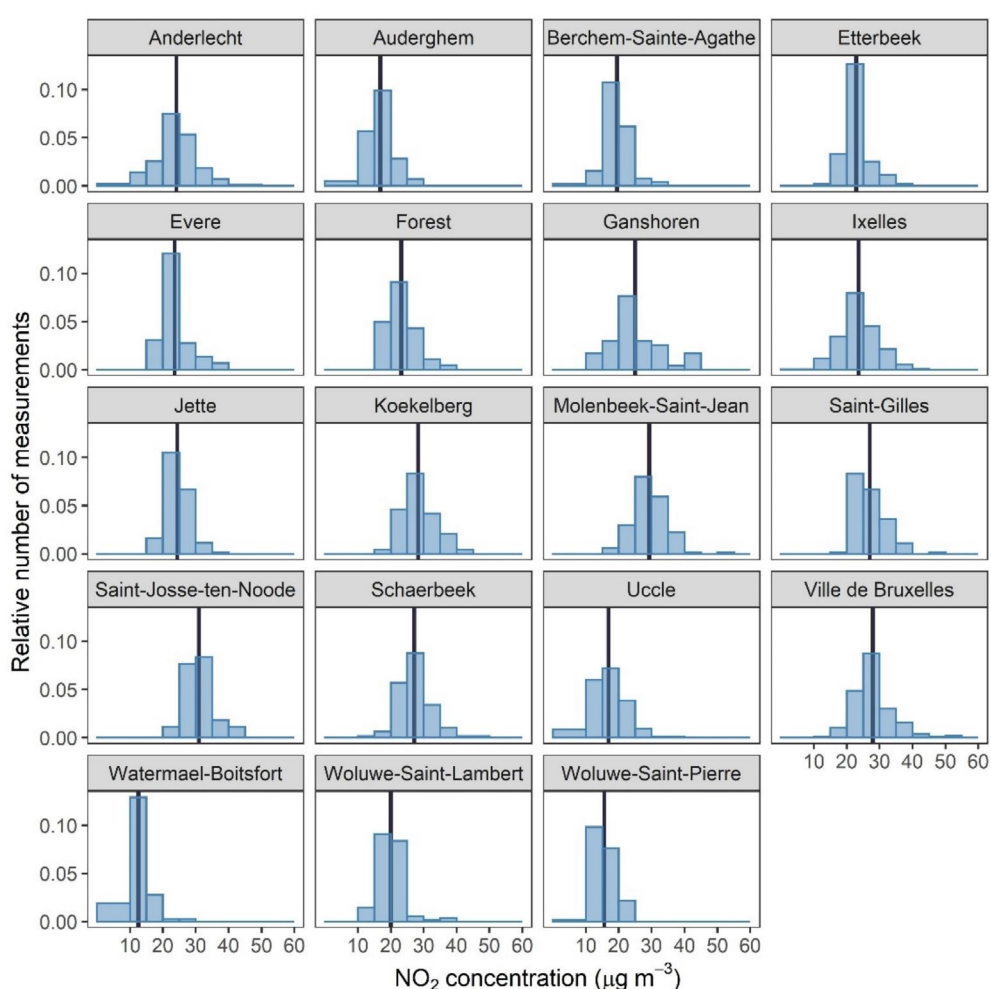 Anderlecht Auderghem Berchem-Sainte-Agathe Etterbeek
0.10
0.05
0.00
Evere Forest Ganshoren Ixelles
0.10
0.05
0.00
Jette Koekelberg Molenbeek-Saint-Jean Saint-Gilles
0.10
0.05
0.00
Saint-Josse-ten-Noode Schaerbeek Uccle Ville de Bruxelles
0.10
0.05
0.00
10 20 30 40 50 60
Watermael-Boitsfort Woluwe-Saint-Lambert Woluwe-Saint-Pierre
0.10
0.05
0.00
10 20 30 40 50 60 10 20 30 40 50 60 10 20 30 40 50 60
Relative number of measurements
NO₂ concentration (µg m⁻³)